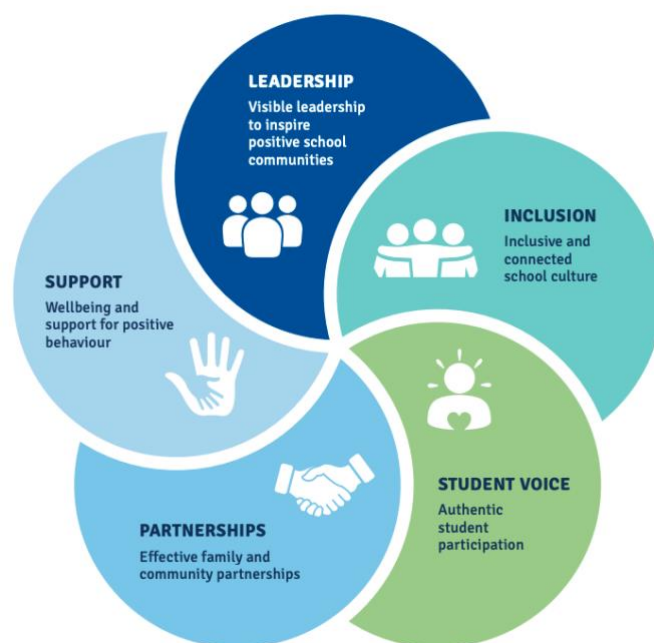 LEADERSHIP
Visible leadership
to inspire
positive school
communities
INCLUSION
Inclusive and
connected
school culture
STUDENT VOICE
Authentic
student
participation
PARTNERSHIPS
Effective family and
community partnerships
SUPPORT
Wellbeing and
support for positive
behaviour